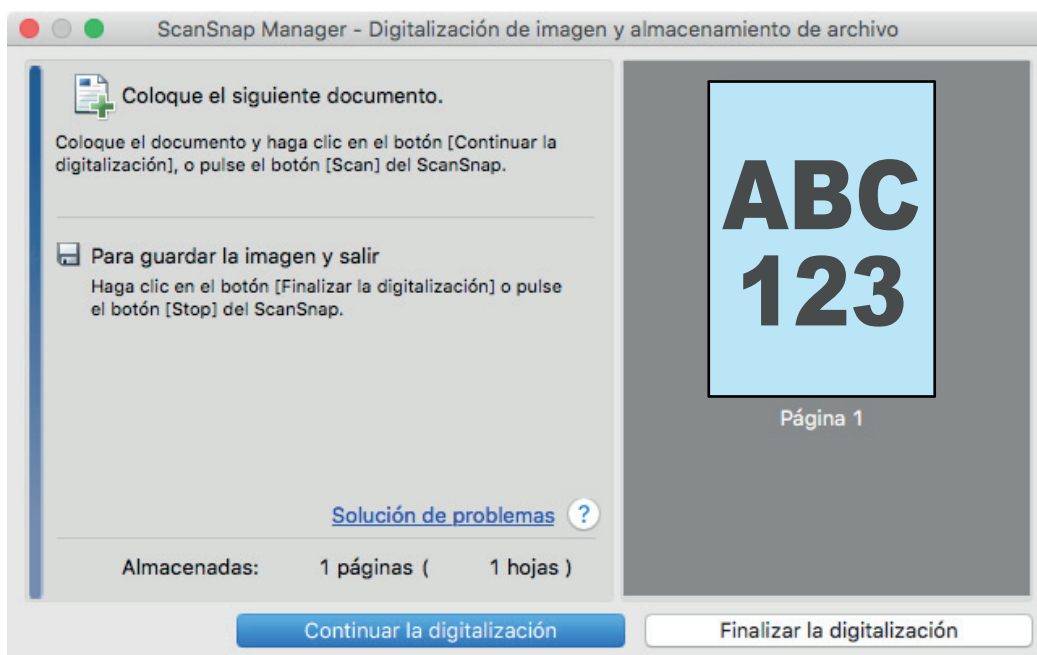 ScanSnap Manager - Digitalización de imagen y almacenamiento de archivo
Coloque el siguiente documento.
Coloque el documento y haga clic en el botón [Continuar la
digitalización], o pulse el botón [Scan] del ScanSnap.
Para guardar la imagen y salir
Haga clic en el botón [Finalizar la digitalización] o pulse
el botón [Stop] del ScanSnap.
Solución de problemas ?
Almacenadas: 1 páginas ( 1 hojas )
ABC
123
Página 1
Continuar la digitalización
Finalizar la digitalización